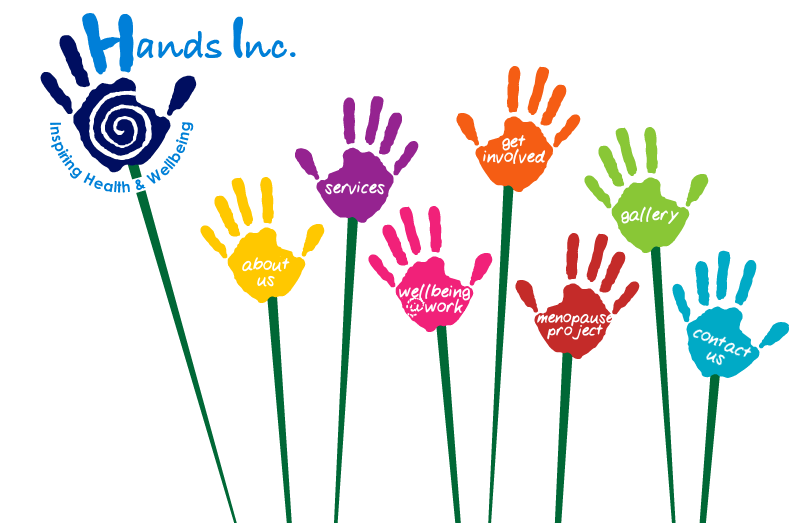 Hands Inc.
Inspiring Health & Wellbeing
about
us
services
wellbeing
@work
get
involved
menopause
project
gallery
contact
us